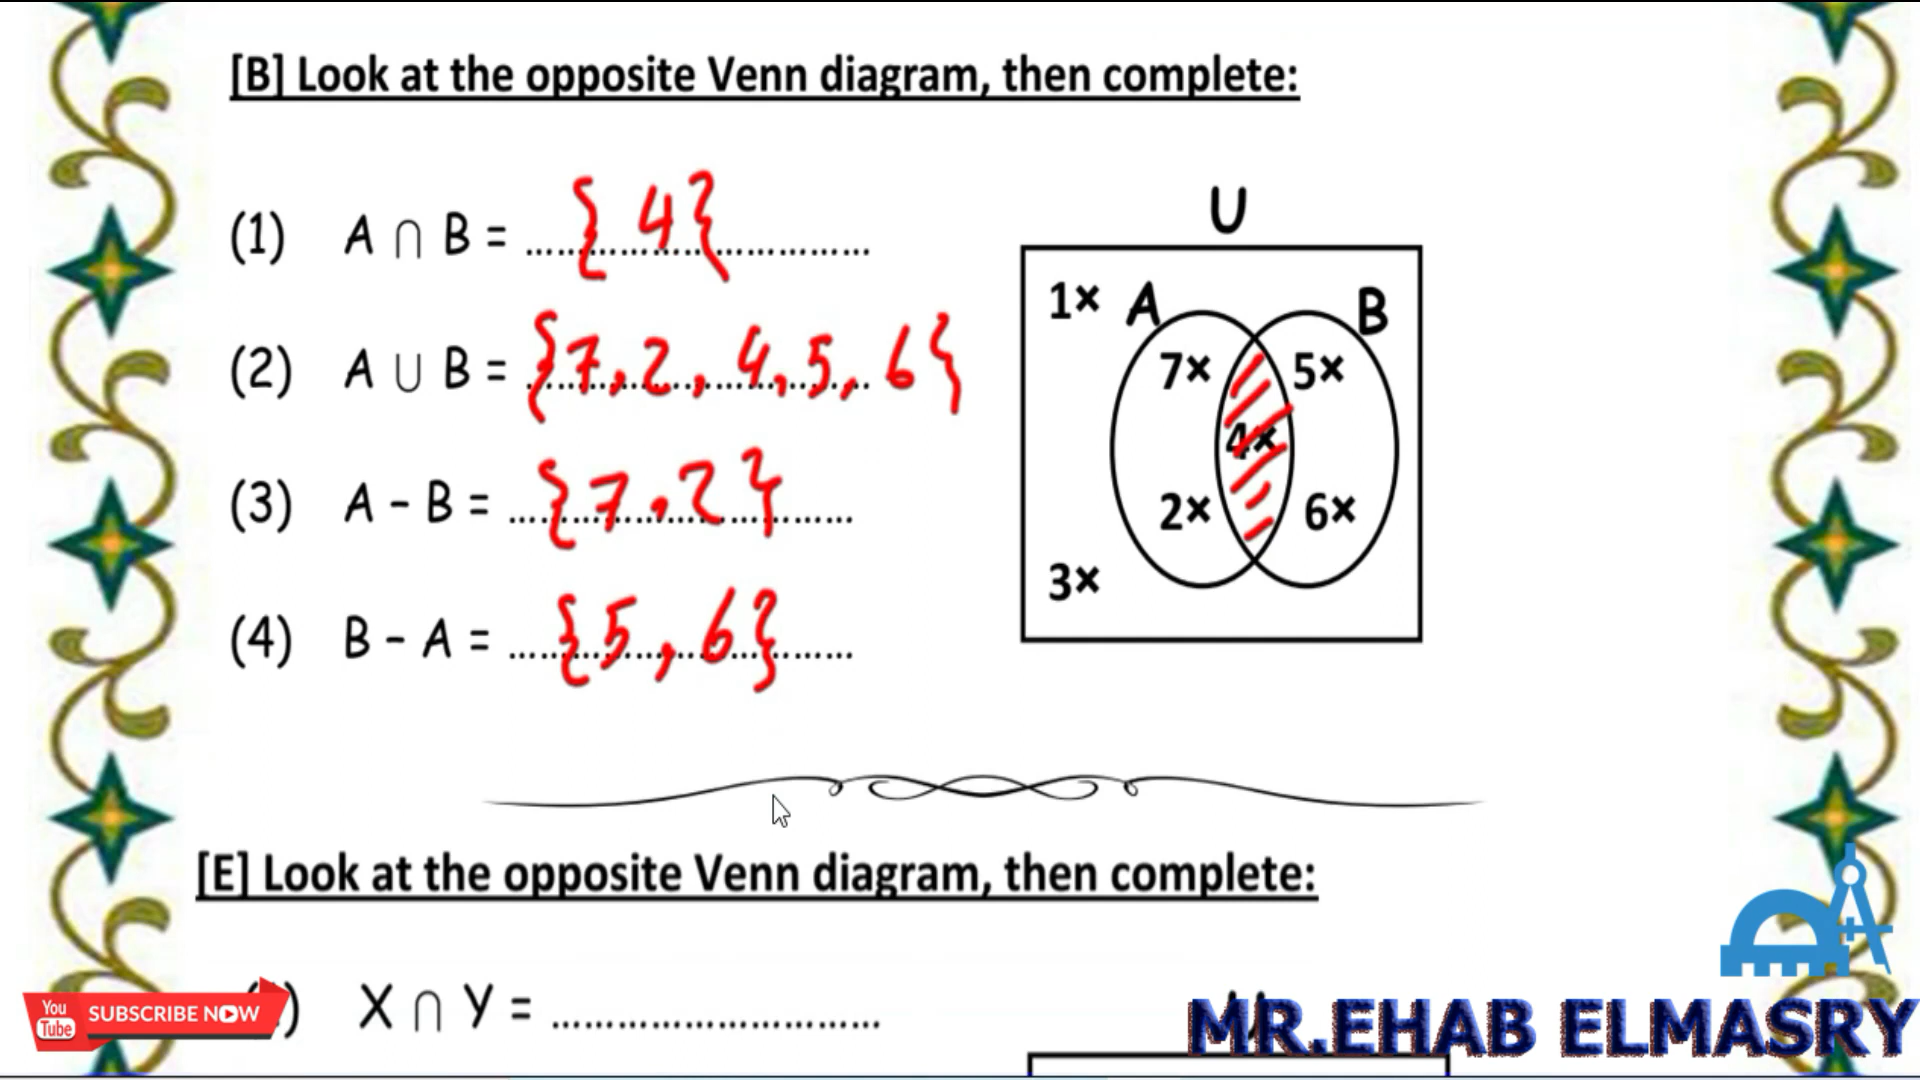 [B] Look at the opposite Venn diagram, then complete:
(1) A ∩ B = ..................... { 4 {
(2) A ∪ B = ..................... {7, 2, 4, 5, 6}
(3) A - B = ..................... {7, 2}
(4) B - A = ..................... {5, 6}
U
1× A B
7× 5×
4×
2× 6×
3×
[E] Look at the opposite Venn diagram, then complete:
X ∩ Y = .........................
You Tube SUBSCRIBE NOW
MR.EHAB ELMASRY